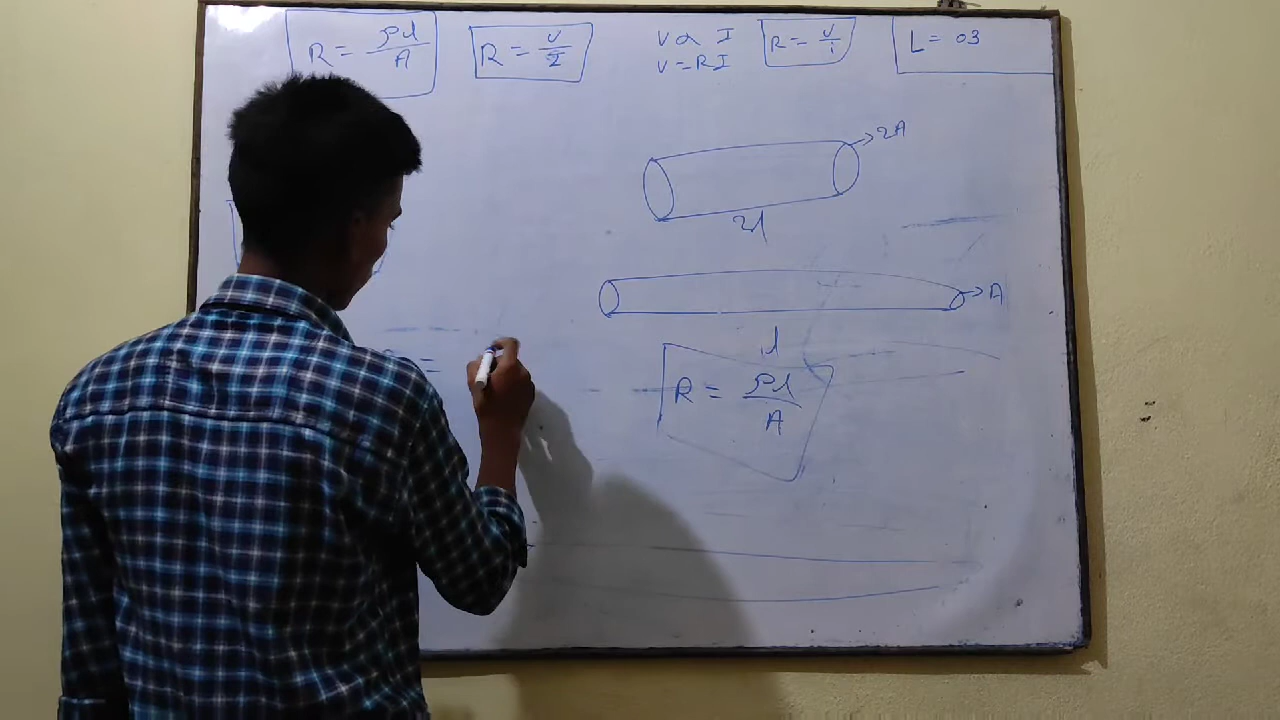 R = ρl/A
R = V/I
V ∝ I
V = RI
R = V/I
L = 03
2A
2l
A
l
R = ρl/A
=